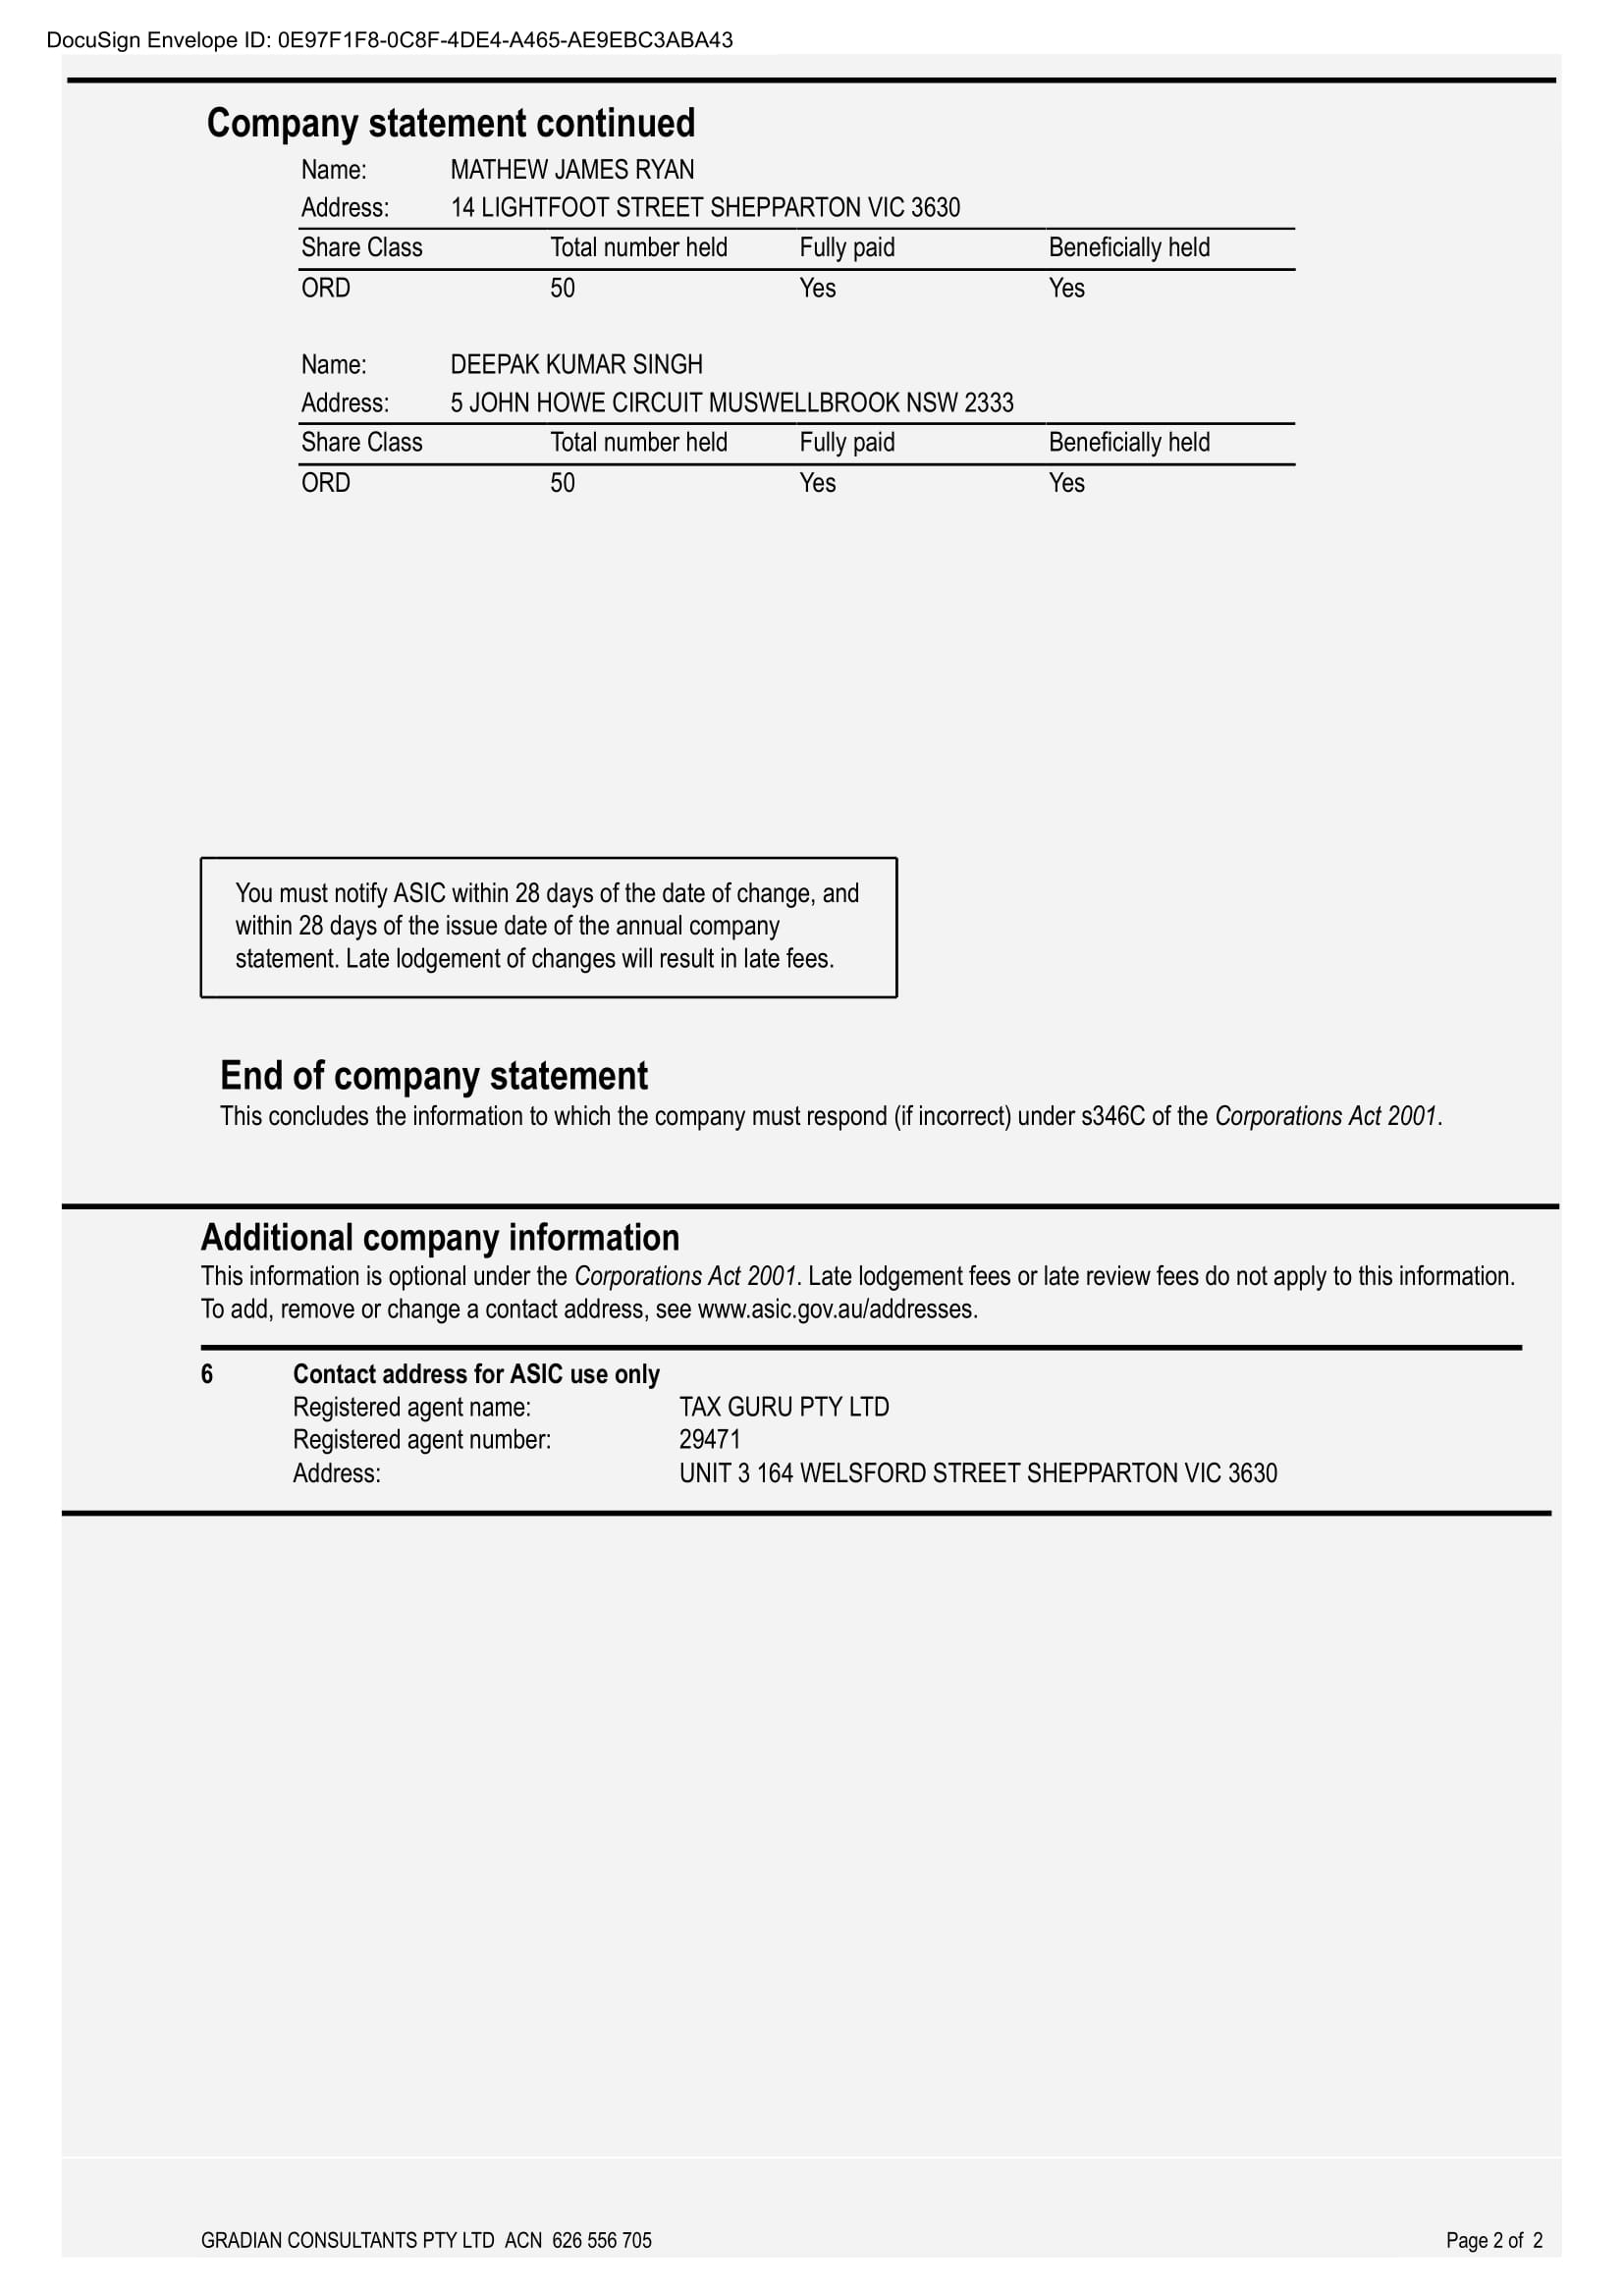 DocuSign Envelope ID: 0E97F1F8-0C8F-4DE4-A465-AE9EBC3ABA43
Company statement continued
Name: MATHEW JAMES RYAN
Address: 14 LIGHTFOOT STREET SHEPPARTON VIC 3630
Share Class Total number held Fully paid Beneficially held
ORD 50 Yes Yes
Name: DEEPAK KUMAR SINGH
Address: 5 JOHN HOWE CIRCUIT MUSWELLBROOK NSW 2333
Share Class Total number held Fully paid Beneficially held
ORD 50 Yes Yes
You must notify ASIC within 28 days of the date of change, and
within 28 days of the issue date of the annual company
statement. Late lodgement of changes will result in late fees.
End of company statement
This concludes the information to which the company must respond (if incorrect) under s346C of the Corporations Act 2001.
Additional company information
This information is optional under the Corporations Act 2001. Late lodgement fees or late review fees do not apply to this information.
To add, remove or change a contact address, see www.asic.gov.au/addresses.
6 Contact address for ASIC use only
Registered agent name: TAX GURU PTY LTD
Registered agent number: 29471
Address: UNIT 3 164 WELSFORD STREET SHEPPARTON VIC 3630
GRADIAN CONSULTANTS PTY LTD ACN 626 556 705 Page 2 of 2